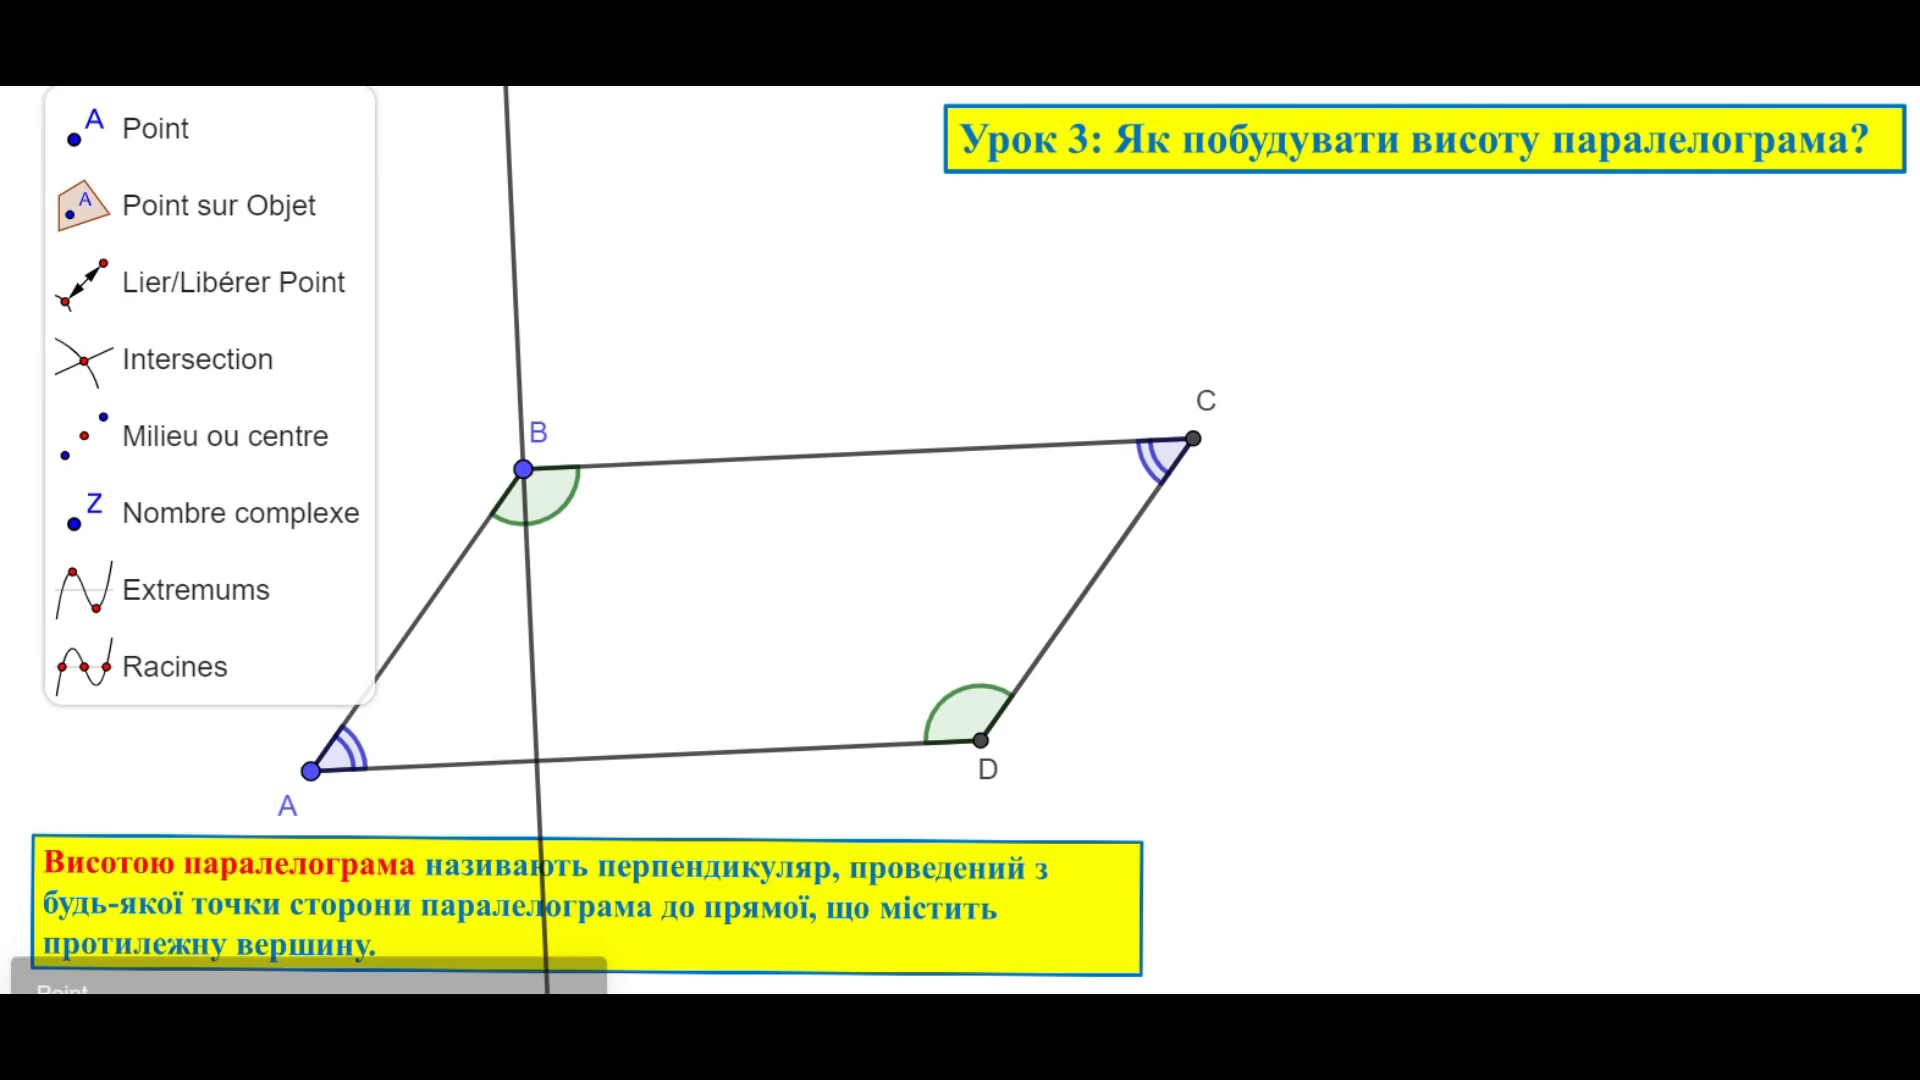 A Point
Урок 3: Як побудувати висоту паралелограма?
A Point sur Objet
Lier/Libérer Point
Intersection
Milieu ou centre
Z Nombre complexe
Extremums
Racines
B
C
A
D
Висотою паралелограма називають перпендикуляр, проведений з
будь-якої точки сторони паралелограма до прямої, що містить
протилежну вершину.
Point